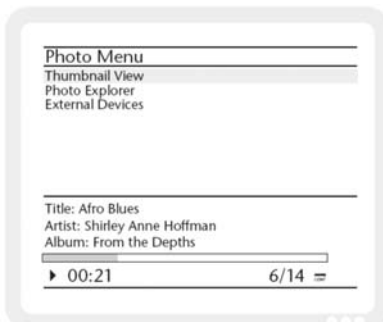 Photo Menu
Thumbnail View
Photo Explorer
External Devices
Title: Afro Blues
Artist: Shirley Anne Hoffman
Album: From the Depths
00:21 6/14